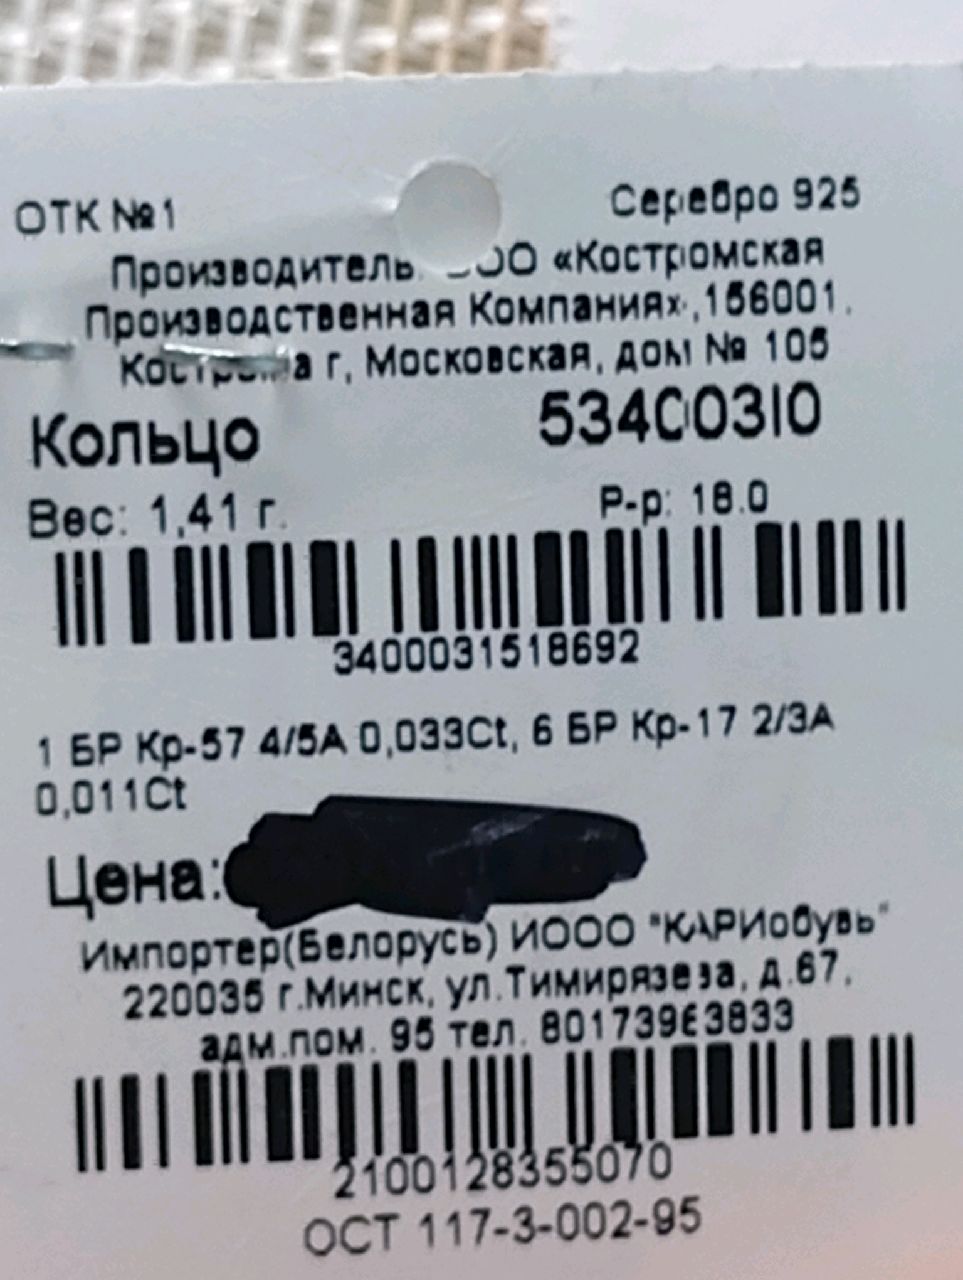 ОТК №1
Серебро 925
Производитель: ООО «Костромская
Производственная Компания»,156001,
Кострома г, Московская, дом № 105
Кольцо
Вес: 1,41 г.
Р-р: 18.0
3400031518692
1 БР Кр-57 4/5А 0,033Ct, 6 БР Кр-17 2/3А
0,011Ct
Цена:
Импортер(Белорусь) ИООО "КАРИобувь"
220035 г.Минск, ул.Тимирязева, д.67,
адм.пом. 95 тел.
2100128355070
ОСТ 117-3-002-95